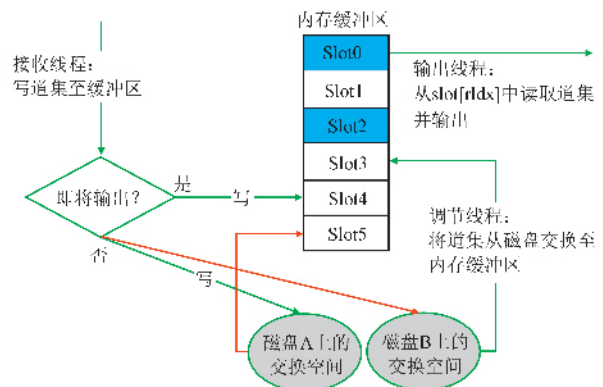 内存缓冲区
接收线程：
写道集至缓冲区
Slot0
Slot1
Slot2
Slot3
Slot4
Slot5
输出线程：
从slot[rIdx]中读取道集
并输出
即将输出？
是
写
否
写
调节线程：
将道集从磁盘交换至
内存缓冲区
磁盘A上的
交换空间
磁盘B上的
交换空间